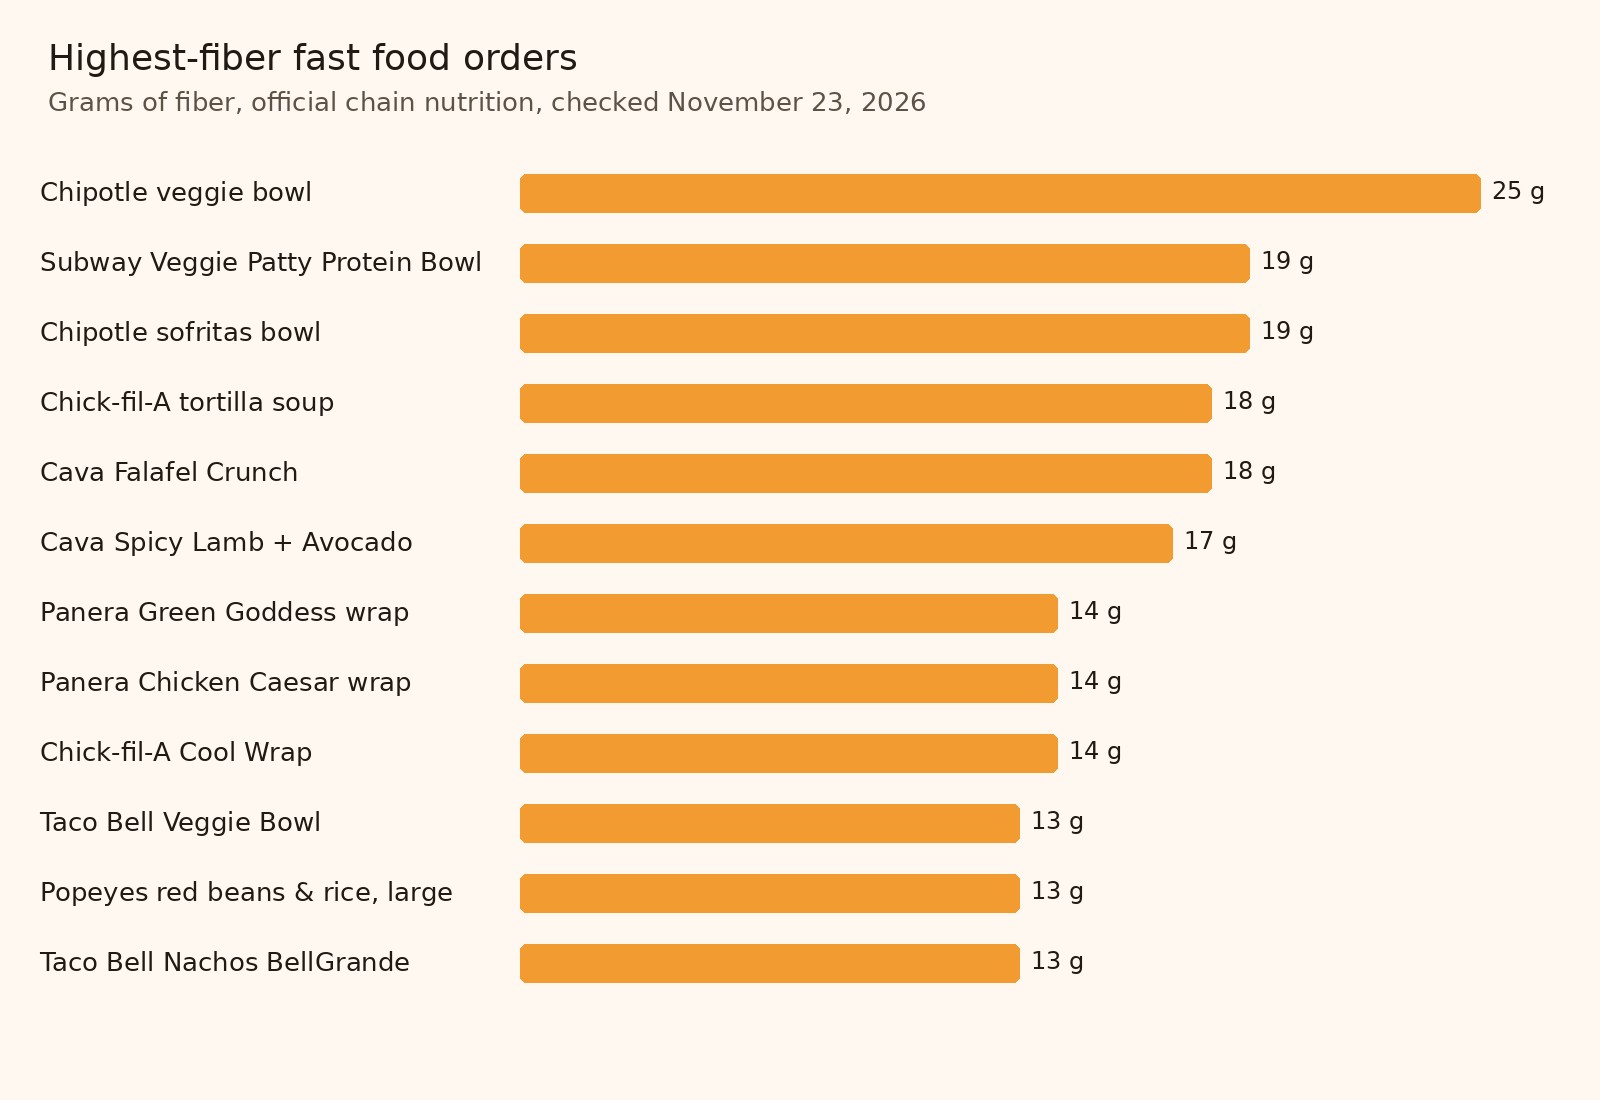 Highest-fiber fast food orders
Grams of fiber, official chain nutrition, checked November 23, 2026
Chipotle veggie bowl 25 g
Subway Veggie Patty Protein Bowl 19 g
Chipotle sofritas bowl 19 g
Chick-fil-A tortilla soup 18 g
Cava Falafel Crunch 18 g
Cava Spicy Lamb + Avocado 17 g
Panera Green Goddess wrap 14 g
Panera Chicken Caesar wrap 14 g
Chick-fil-A Cool Wrap 14 g
Taco Bell Veggie Bowl 13 g
Popeyes red beans & rice, large 13 g
Taco Bell Nachos BellGrande 13 g